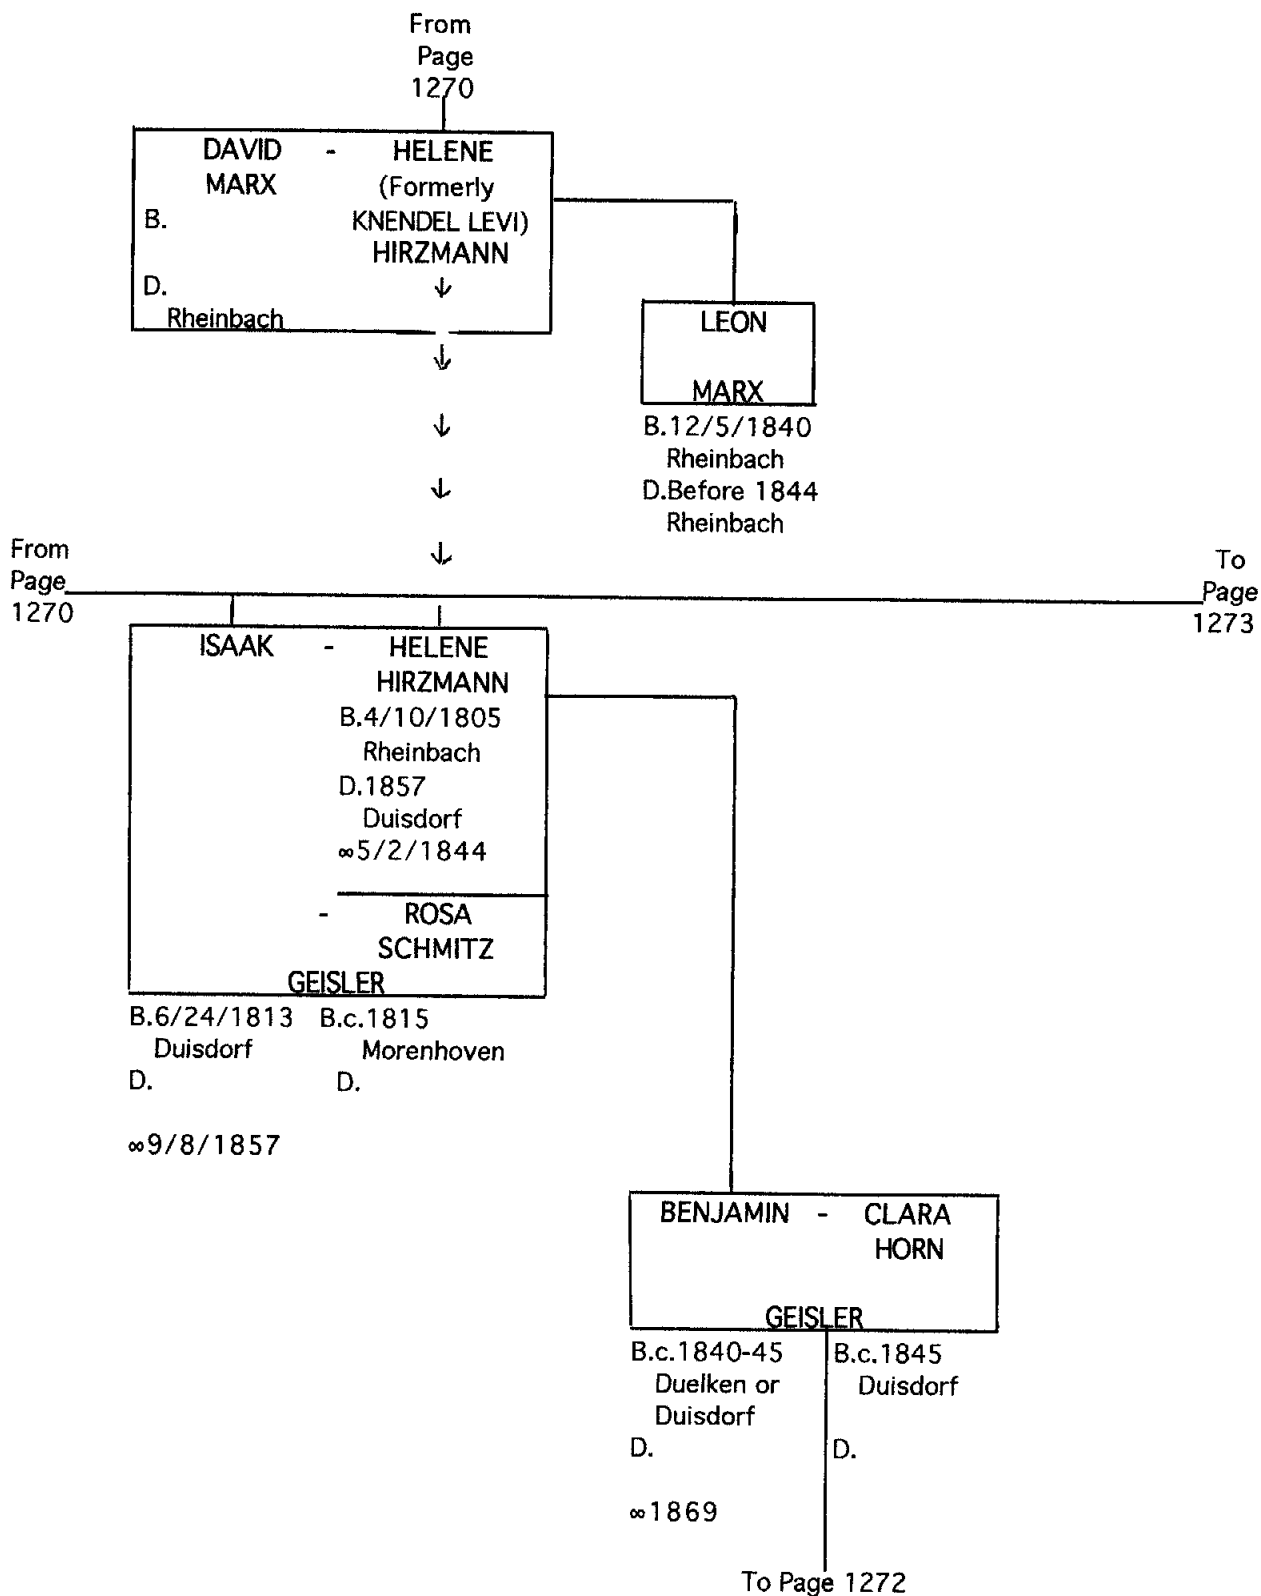 From
Page
1270
DAVID - HELENE
MARX (Formerly
B. KNENDEL LEVI)
HIRZMANN
D. ↓
Rheinbach
↓
LEON
MARX
↓
B.12/5/1840
Rheinbach
↓
D.Before 1844
Rheinbach
↓
From
Page
1270
To
Page
1273
ISAAK - HELENE
HIRZMANN
B.4/10/1805
Rheinbach
D.1857
Duisdorf
∞5/2/1844
- ROSA
SCHMITZ
GEISLER
B.6/24/1813 B.c.1815
Duisdorf Morenhoven
D. D.
∞9/8/1857
BENJAMIN - CLARA
HORN
GEISLER
B.c.1840-45 B.c.1845
Duelken or Duisdorf
Duisdorf
D. D.
∞1869
To Page 1272